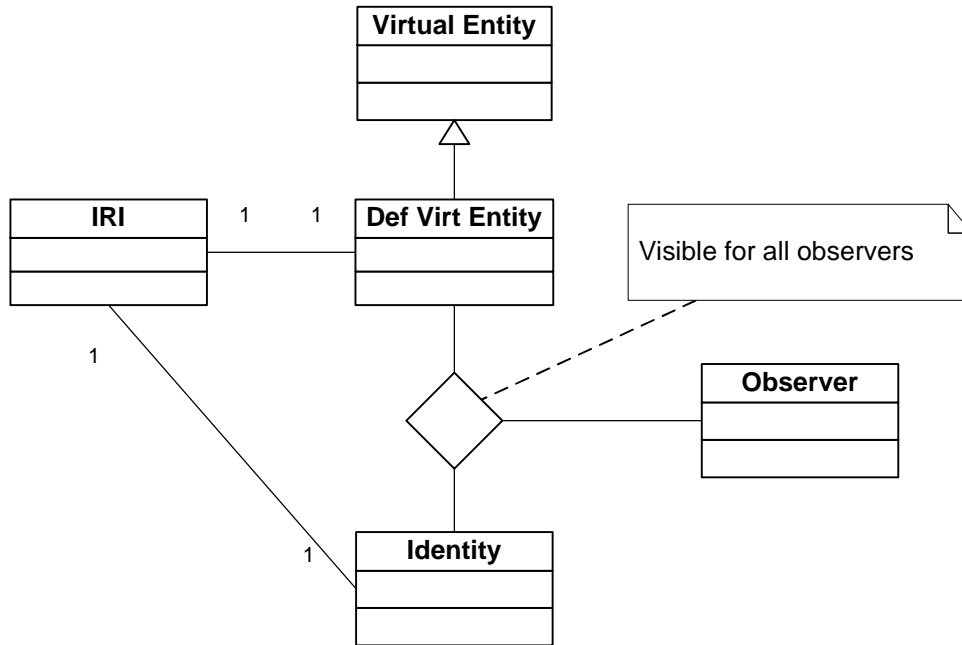 Virtual Entity
IRI
1
1
Def Virt Entity
Visible for all observers
1
Observer
1
Identity